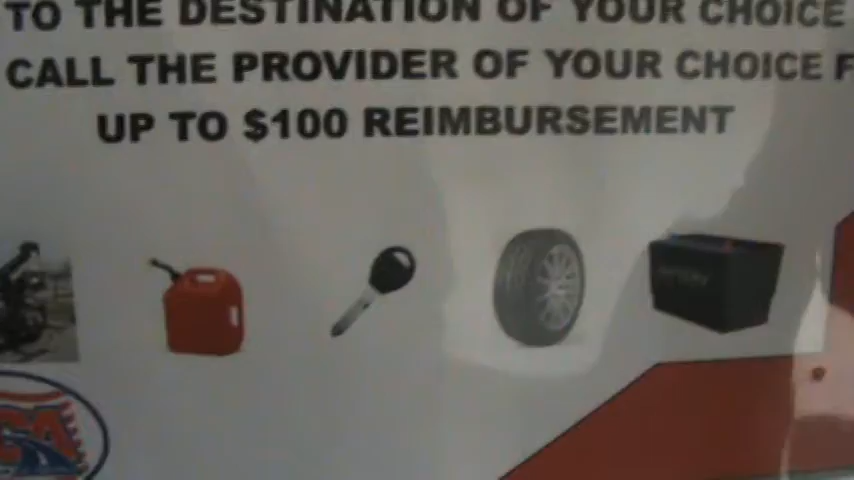 TO THE DESTINATION OF YOUR CHOICE
CALL THE PROVIDER OF YOUR CHOICE F
UP TO $100 REIMBURSEMENT